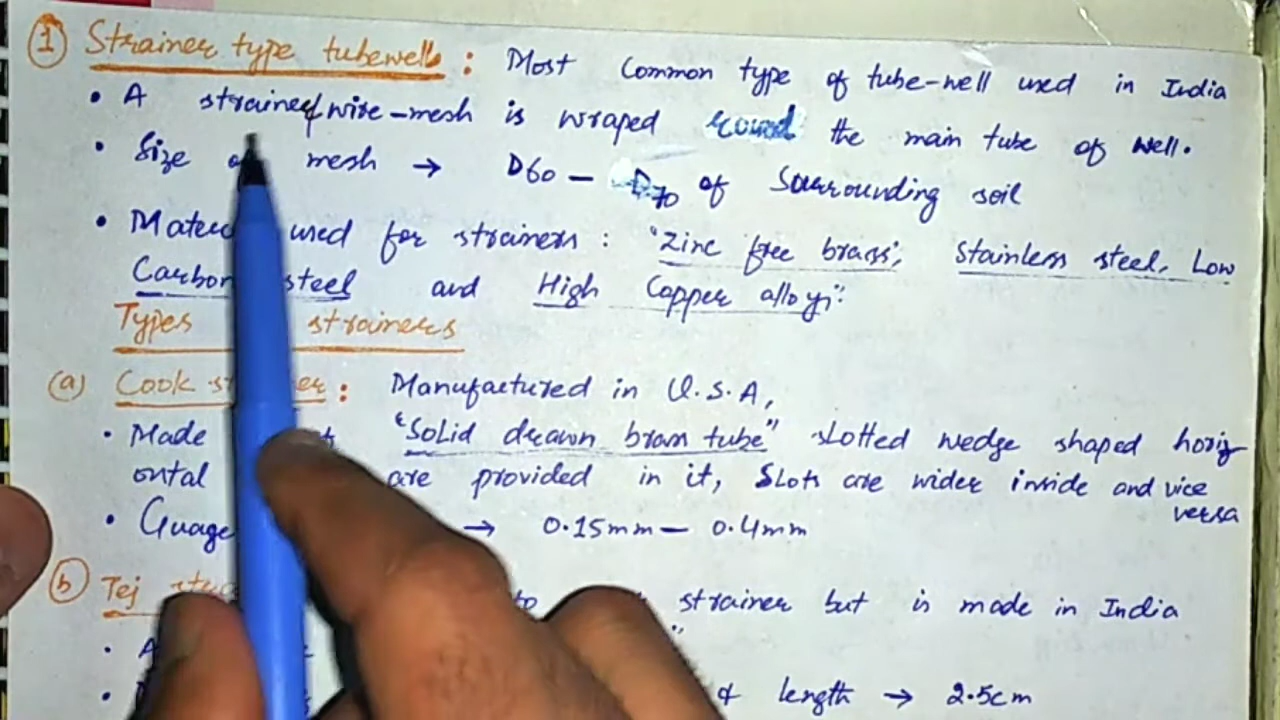 1 Strainer type tubewell : Most Common type of tube-well used in India
• A strainer/wire-mesh is wraped round the main tube of well.
• Size mesh → D60 - D70 of Sourrounding soil
• used for strainers : "Zinc free brass", Stainless steel, Low
Carbon steel and High Copper alloy".
Types strainers
(a) Cook : Manufactured in U.S.A,
• Made "Solid drawn brass tube" slotted wedge shaped horiz
ontal are provided in it, Slots are wider inside and vice
versa
• Guage → 0.15mm - 0.4mm
b Tej to strainer but is made in India
• A
• length → 2.5cm